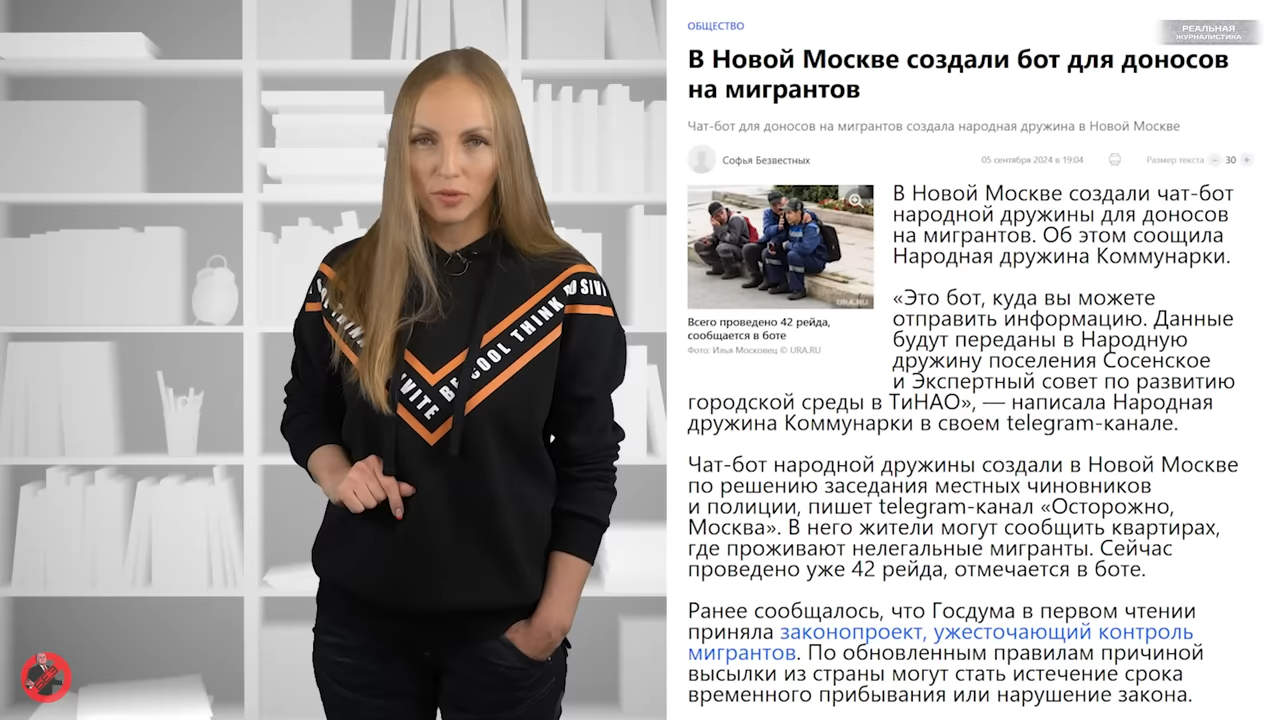 ОБЩЕСТВО
РЕАЛЬНАЯ
ЖУРНАЛИСТИКА
В Новой Москве создали бот для доносов
на мигрантов
Чат-бот для доносов на мигрантов создала народная дружина в Новой Москве
Софья Безвестных
05 сентября 2024 в 19:04
Размер текста − 30 +
URA.RU
Всего проведено 42 рейда,
сообщается в боте
Фото: Илья Московец © URA.RU
В Новой Москве создали чат-бот
народной дружины для доносов
на мигрантов. Об этом соощила
Народная дружина Коммунарки.
«Это бот, куда вы можете
отправить информацию. Данные
будут переданы в Народную
дружину поселения Сосенское
и Экспертный совет по развитию
городской среды в ТиНАО», — написала Народная
дружина Коммунарки в своем telegram-канале.
Чат-бот народной дружины создали в Новой Москве
по решению заседания местных чиновников
и полиции, пишет telegram-канал «Осторожно,
Москва». В него жители могут сообщить квартирах,
где проживают нелегальные мигранты. Сейчас
проведено уже 42 рейда, отмечается в боте.
Ранее сообщалось, что Госдума в первом чтении
приняла законопроект, ужесточающий контроль
мигрантов. По обновленным правилам причиной
высылки из страны могут стать истечение срока
временного прибывания или нарушение закона.
BE COOL THINK